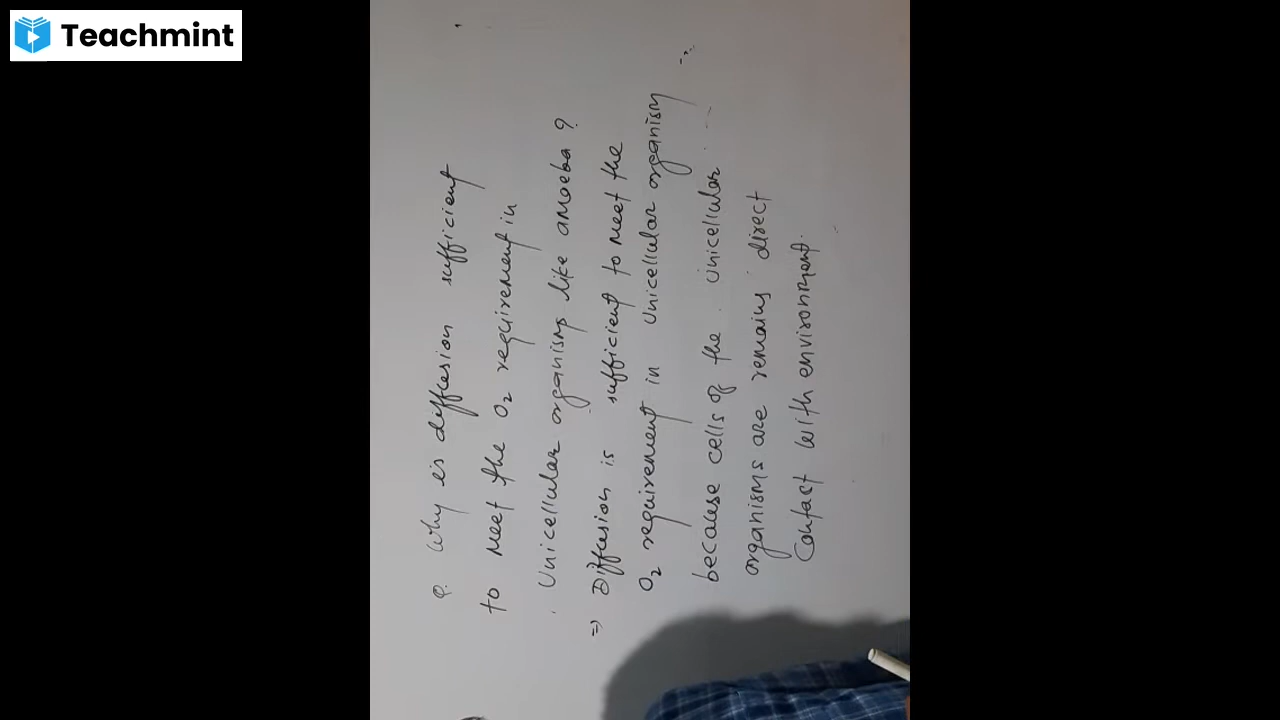 Teachmint
Q. Why is diffusion sufficient
to meet the O2 requirement in
Unicellular organisms like amoeba ?
⇒ Diffusion is sufficient to meet the
O2 requirement in Unicellular organism
because cells of the Unicellular
organisms are remains direct
Contact with environment.